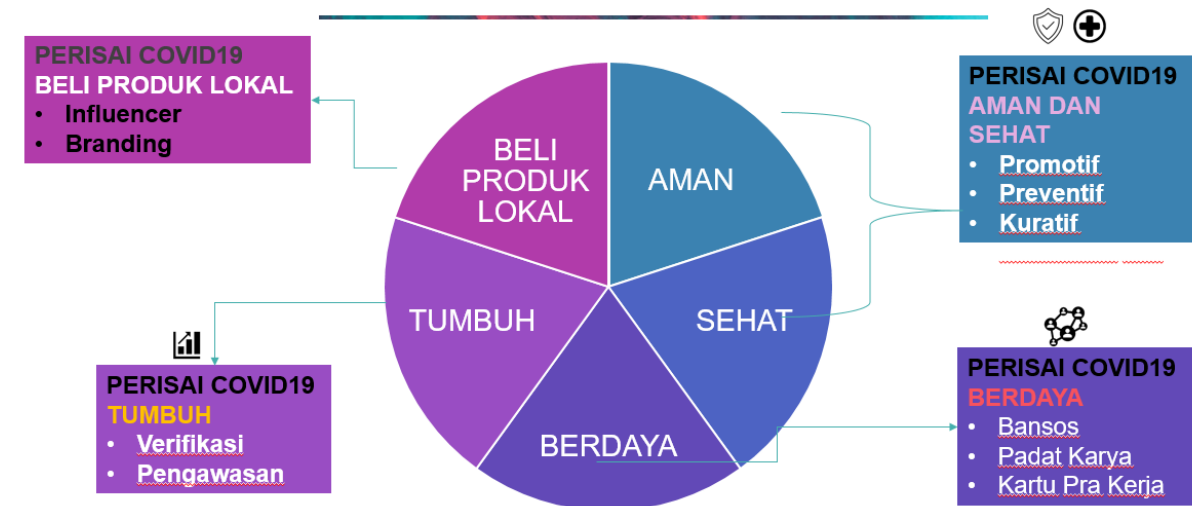 PERISAI COVID19
BELI PRODUK LOKAL
• Influencer
• Branding
BELI
PRODUK
LOKAL
AMAN
PERISAI COVID19
AMAN DAN
SEHAT
• Promotif
• Preventif
• Kuratif
TUMBUH
SEHAT
BERDAYA
PERISAI COVID19
TUMBUH
• Verifikasi
• Pengawasan
PERISAI COVID19
BERDAYA
• Bansos
• Padat Karya
• Kartu Pra Kerja